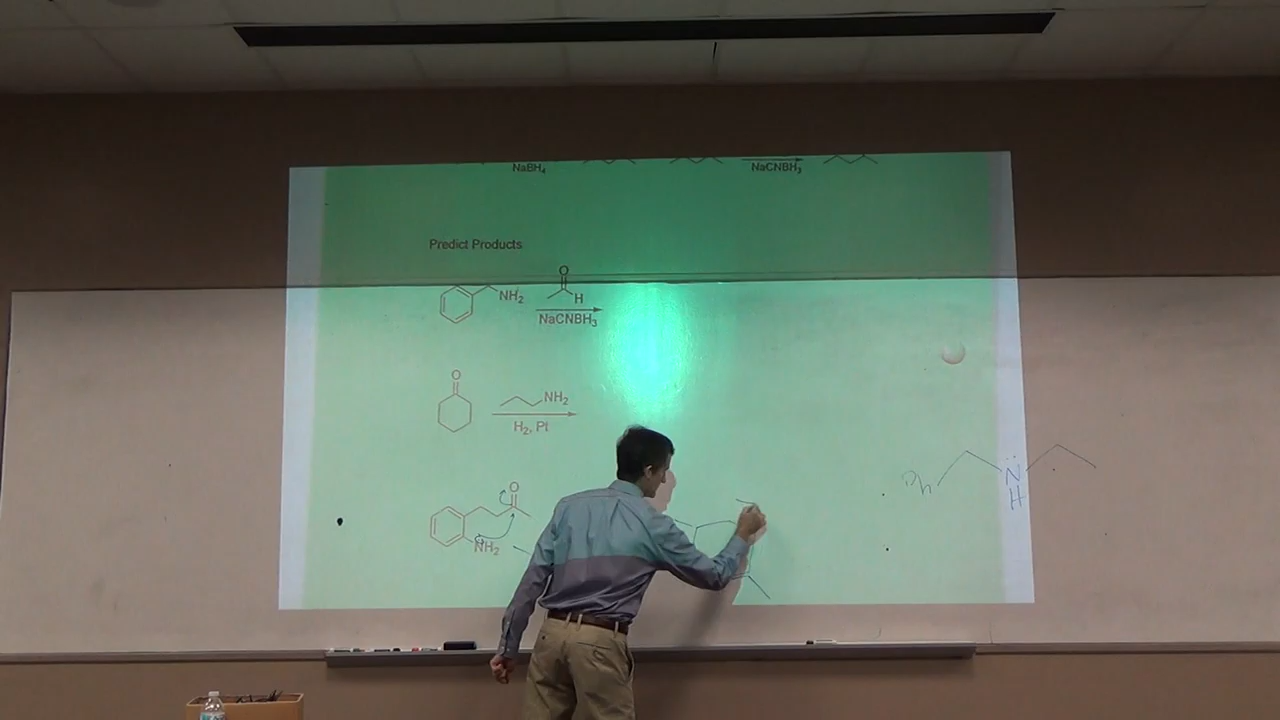 NaBH₄ NaCNBH₃
Predict Products
O
NH₂ H
NaCNBH₃
O
NH₂
H₂, Pt
O
NH₂
Ph N
H